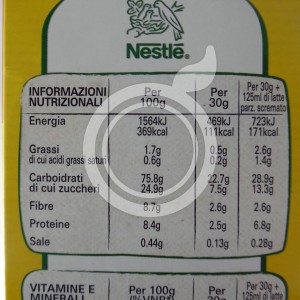 Nestlé®
INFORMAZIONI NUTRIZIONALI Per 100g Per 30g Per 30g + 125ml di latte parz. scremato
Energia 1564kJ 469kJ 723kJ
369kcal 111kcal 171kcal
Grassi 1.7g 0.5g 2.6g
di cui acidi grassi saturi 0.6g 0.2g 1.4g
Carboidrati 75.8g 22.7g 28.9g
di cui zuccheri 24.9g 7.5g 13.3g
Fibre 8.7g 2.6g 2.6g
Proteine 8.4g 2.5g 6.8g
Sale 0.44g 0.13g 0.28g
VITAMINE E MINERALI Per 100g Per Per 30g +